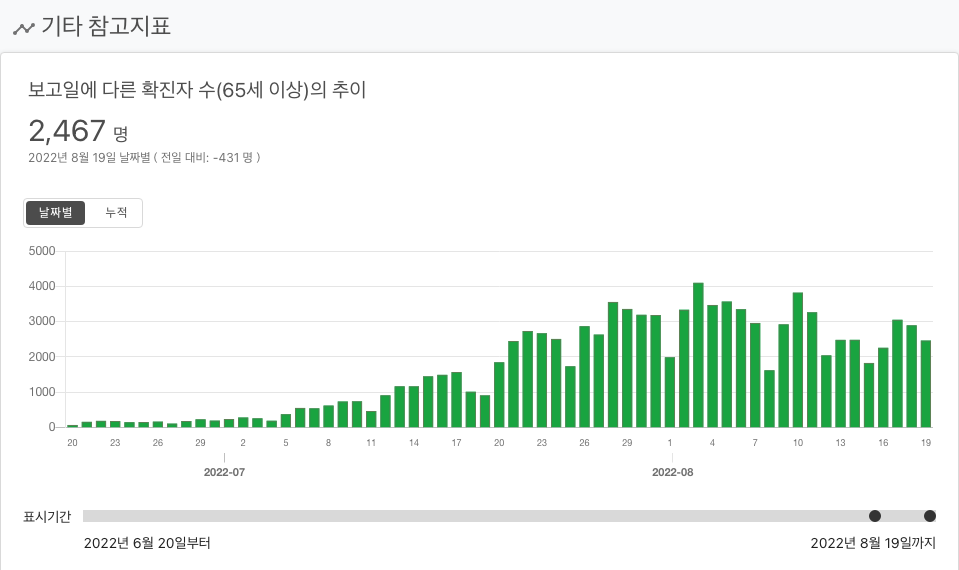 기타 참고지표
보고일에 다른 확진자 수(65세 이상)의 추이
2,467 명
2022년 8월 19일 날짜별 ( 전일 대비: -431 명 )
날짜별 누적
5000
4000
3000
2000
1000
0
20 23 26 29 2 5 8 11 14 17 20 23 26 29 1 4 7 10 13 16 19
2022-07 2022-08
표시기간
2022년 6월 20일부터 2022년 8월 19일까지